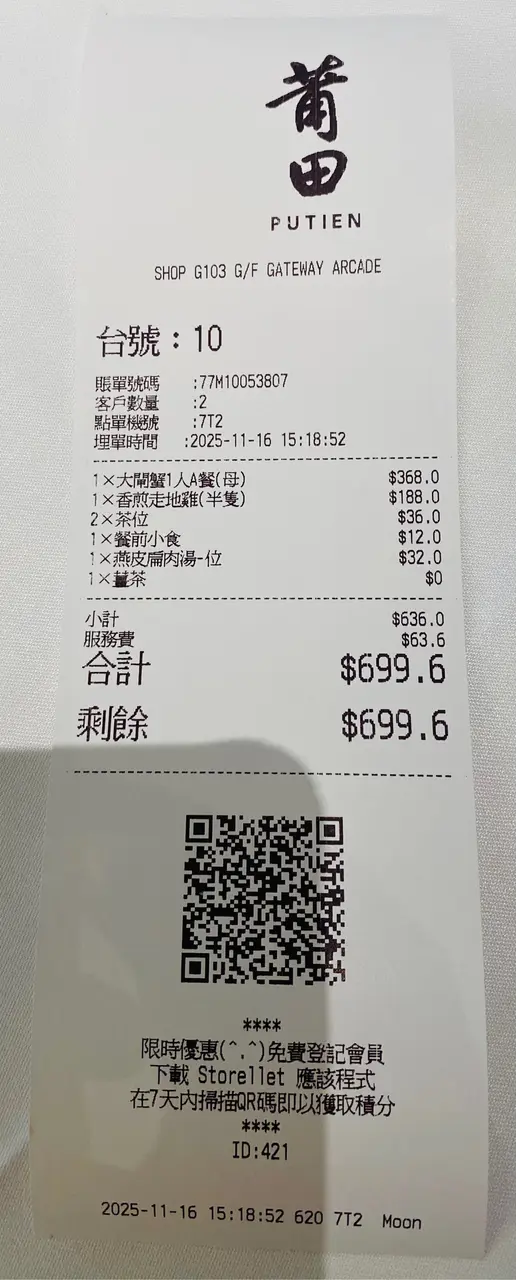 莆田
PUTIEN
SHOP G103 G/F GATEWAY ARCADE
台號：10
賬單號碼 :77M10053807
客戶數量 :2
點單機號 :7T2
埋單時間 :2025-11-16 15:18:52
1×大閘蟹1人A餐(母) $368.0
1×香煎走地雞(半隻) $188.0
2×茶位 $36.0
1×餐前小食 $12.0
1×燕皮扁肉湯-位 $32.0
1×薑茶 $0
小計 $636.0
服務費 $63.6
合計 $699.6
剩餘 $699.6
****
限時優惠(^.^)免費登記會員
下載 Storellet 應該程式
在7天內掃描QR碼即以獲取積分
****
ID:421
2025-11-16 15:18:52 620 7T2 Moon